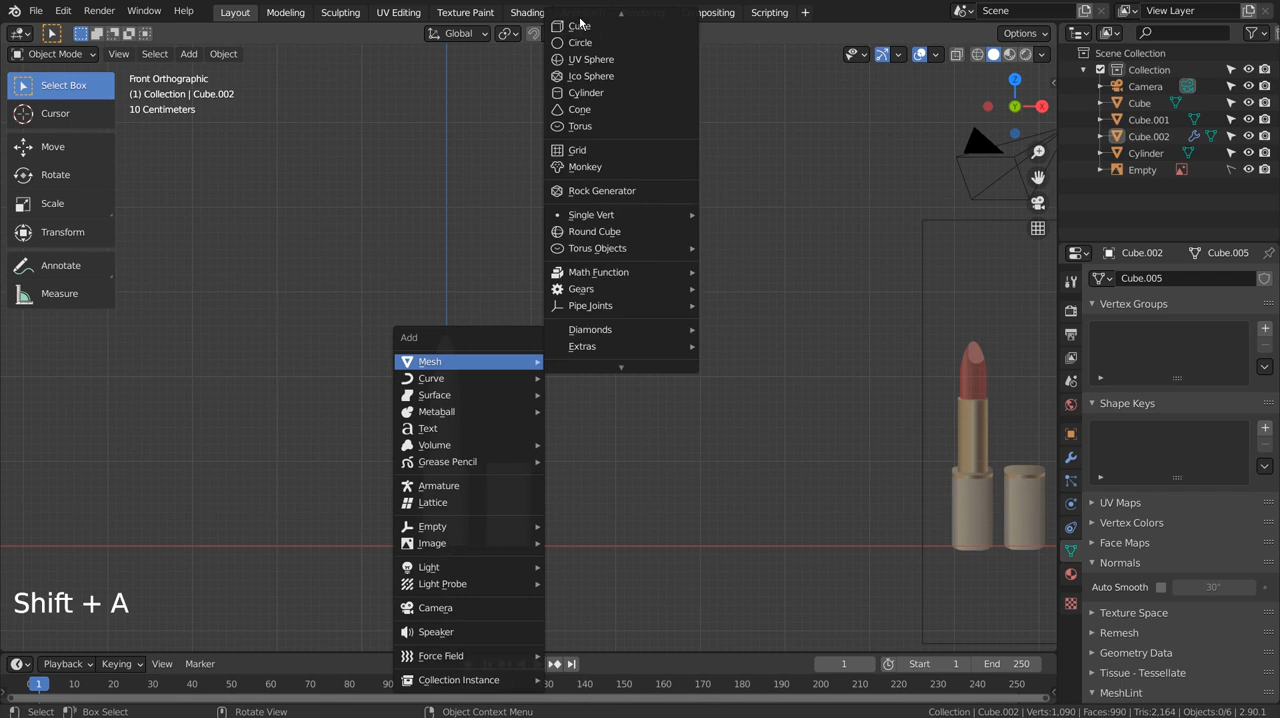 File Edit Render Window Help Layout Modeling Sculpting UV Editing Texture Paint Shading Compositing Scripting + Scene View Layer
Global Options
Object Mode View Select Add Object
Select Box
Cursor
Move
Rotate
Scale
Transform
Annotate
Measure
Front Orthographic
(1) Collection | Cube.002
10 Centimeters
Cube
Circle
UV Sphere
Ico Sphere
Cylinder
Cone
Torus
Grid
Monkey
Rock Generator
Single Vert
Round Cube
Torus Objects
Math Function
Gears
Pipe Joints
Diamonds
Extras
Add
Mesh
Curve
Surface
Metaball
Text
Volume
Grease Pencil
Armature
Lattice
Empty
Image
Light
Light Probe
Camera
Speaker
Force Field
Collection Instance
Shift + A
Z
X
Scene Collection
Collection
Camera
Cube
Cube.001
Cube.002
Cylinder
Empty
Cube.002 Cube.005
Cube.005
Vertex Groups
Shape Keys
UV Maps
Vertex Colors
Face Maps
Normals
Auto Smooth 30°
Texture Space
Remesh
Geometry Data
Tissue - Tessellate
MeshLint
Playback Keying View Marker 1 Start 1 End 250
1 10 20 30 40 50 60 70 80 90 130 140 150 160 170 180 190 200 210 220 230 240 250
Select Box Select Rotate View Object Context Menu Collection | Cube.002 | Verts:1,090 | Faces:990 | Tris:2,164 | Objects:0/6 | 2.90.1